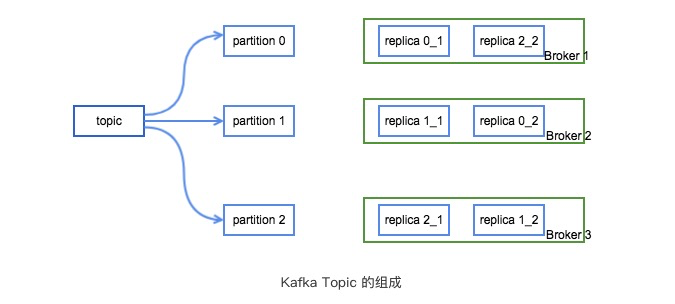 partition 0
replica 0_1
replica 2_2
Broker 1
topic
partition 1
replica 1_1
replica 0_2
Broker 2
partition 2
replica 2_1
replica 1_2
Broker 3
Kafka Topic 的组成